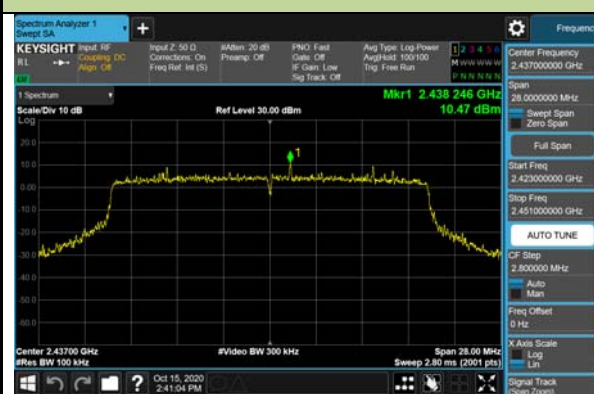 Spectrum Analyzer 1
Swept SA
+
Frequency
KEYSIGHT Input: RF
RL
Coupling: DC
Align: Off
Input Z: 50 Ω
Corrections: On
Freq Ref: Int (S)
#Atten: 20 dB
Preamp: Off
PNO: Fast
Gate: Off
IF Gain: Low
Sig Track: Off
Avg Type: Log-Power
Avg|Hold: 100/100
Trig: Free Run
1 2 3 4 5 6
M W W W W W
P N N N N N
1 Spectrum
Scale/Div 10 dB
Log
Ref Level 30.00 dBm
Mkr1 2.438 246 GHz
10.47 dBm
20.0
10.0
0.00
-10.0
-20.0
-30.0
-40.0
-50.0
-60.0
1
Center 2.43700 GHz
#Res BW 100 kHz
#Video BW 300 kHz
Span 28.00 MHz
Sweep 2.80 ms (2001 pts)
Oct 15, 2020
2:41:04 PM
?
Center Frequency
2.437000000 GHz
Span
28.0000000 MHz
Swept Span
Zero Span
Full Span
Start Freq
2.423000000 GHz
Stop Freq
2.451000000 GHz
AUTO TUNE
CF Step
2.800000 MHz
Auto
Man
Freq Offset
0 Hz
X Axis Scale
Log
Lin
Signal Track
(Span Zoom)